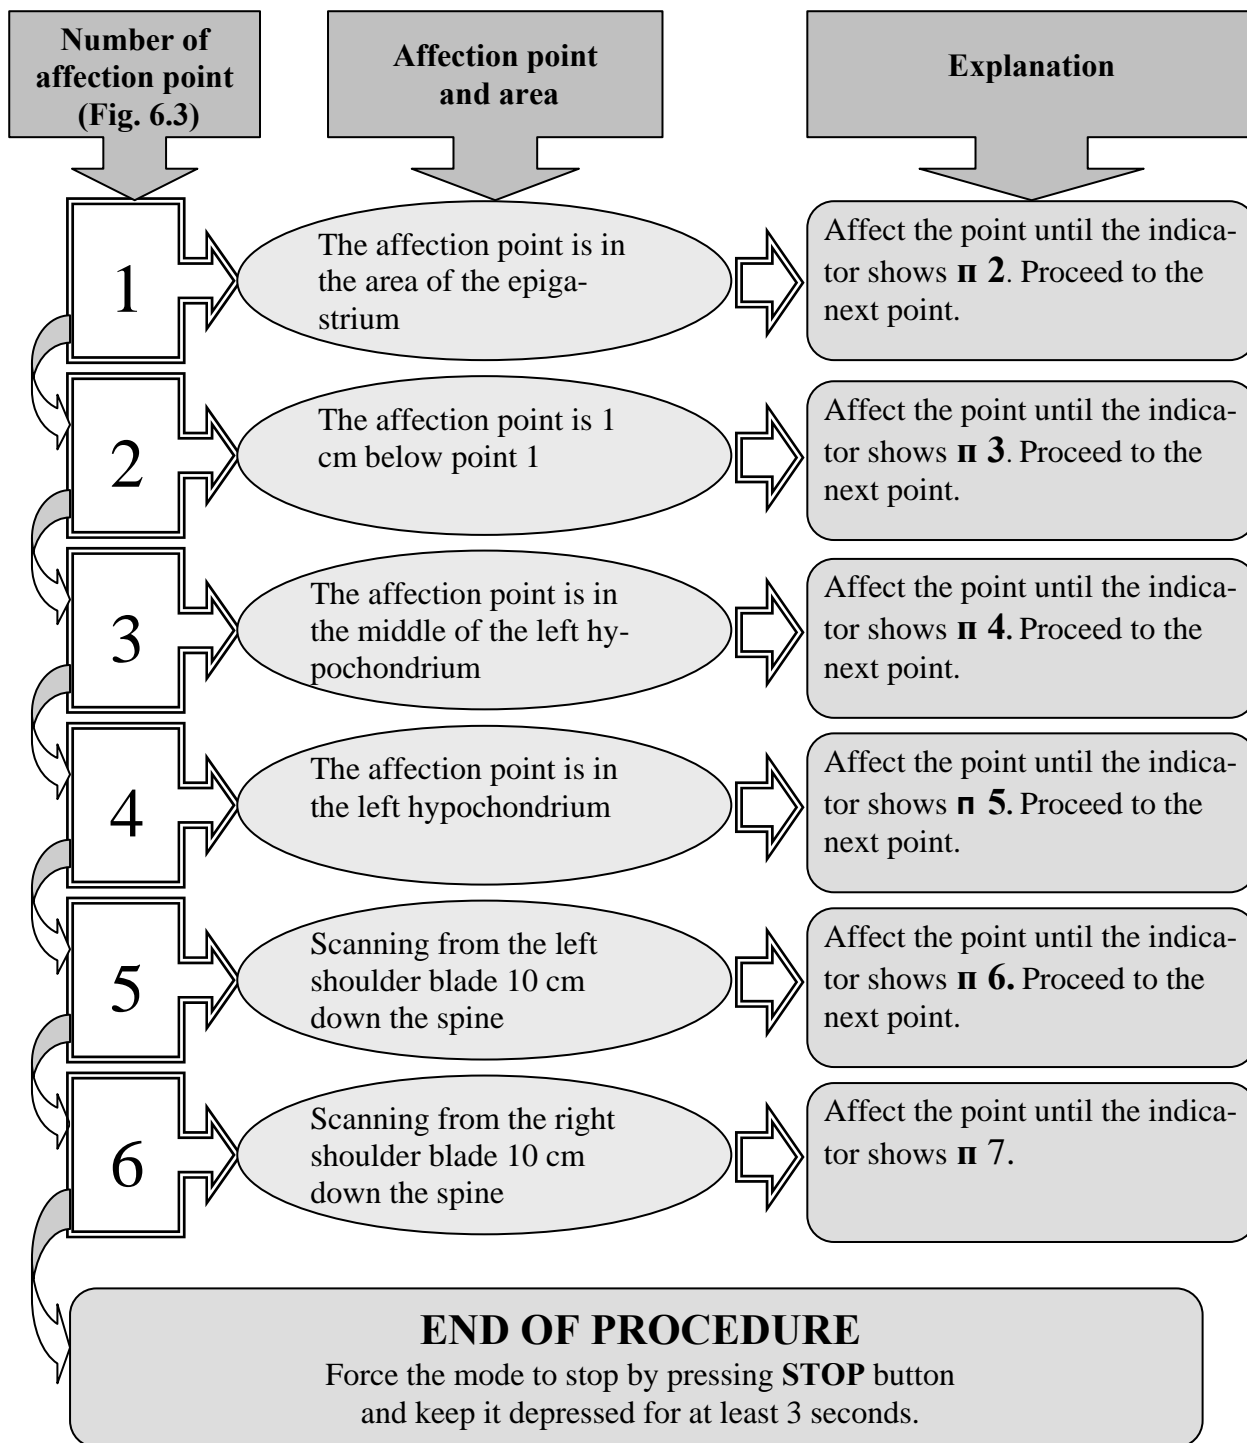 Number of
affection point
(Fig. 6.3)
Affection point
and area
Explanation
1
The affection point is in
the area of the epiga-
strium
Affect the point until the indica-
tor shows п 2. Proceed to the
next point.
2
The affection point is 1
cm below point 1
Affect the point until the indica-
tor shows п 3. Proceed to the
next point.
3
The affection point is in
the middle of the left hy-
pochondrium
Affect the point until the indica-
tor shows п 4. Proceed to the
next point.
4
The affection point is in
the left hypochondrium
Affect the point until the indica-
tor shows п 5. Proceed to the
next point.
5
Scanning from the left
shoulder blade 10 cm
down the spine
Affect the point until the indica-
tor shows п 6. Proceed to the
next point.
6
Scanning from the right
shoulder blade 10 cm
down the spine
Affect the point until the indica-
tor shows п 7.
END OF PROCEDURE
Force the mode to stop by pressing STOP button
and keep it depressed for at least 3 seconds.